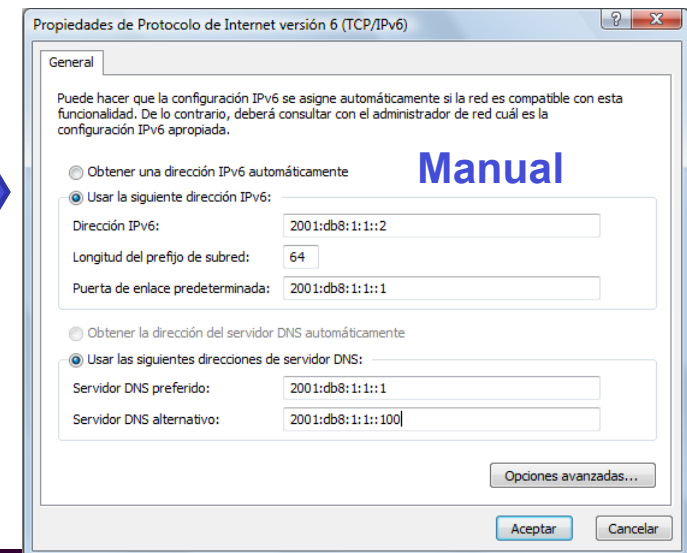 Propiedades de Protocolo de Internet versión 6 (TCP/IPv6)
General
Puede hacer que la configuración IPv6 se asigne automáticamente si la red es compatible con esta
funcionalidad. De lo contrario, deberá consultar con el administrador de red cuál es la
configuración IPv6 apropiada.
Manual
Obtener una dirección IPv6 automáticamente
Usar la siguiente dirección IPv6:
Dirección IPv6: 2001:db8:1:1::2
Longitud del prefijo de subred: 64
Puerta de enlace predeterminada: 2001:db8:1:1::1
Obtener la dirección del servidor DNS automáticamente
Usar las siguientes direcciones de servidor DNS:
Servidor DNS preferido: 2001:db8:1:1::1
Servidor DNS alternativo: 2001:db8:1:1::100
Opciones avanzadas...
Aceptar Cancelar